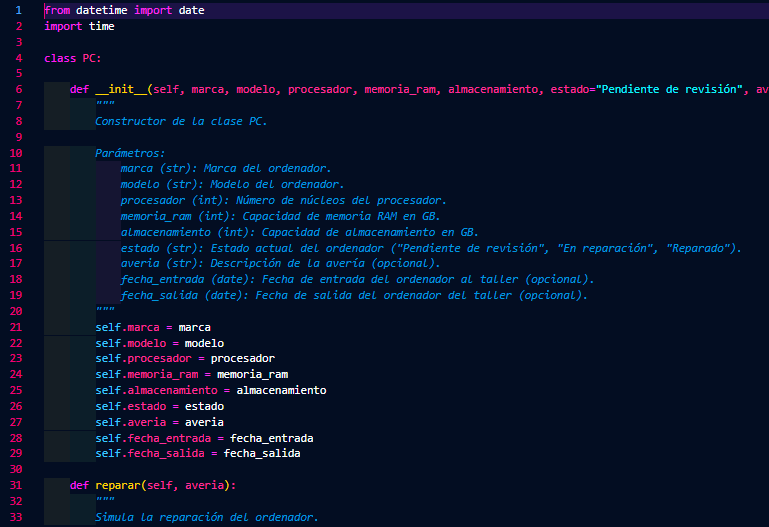 1 from datetime import date
2 import time
3
4 class PC:
5
6 def __init__(self, marca, modelo, procesador, memoria_ram, almacenamiento, estado="Pendiente de revisión", av
7 """
8 Constructor de la clase PC.
9
10 Parámetros:
11 marca (str): Marca del ordenador.
12 modelo (str): Modelo del ordenador.
13 procesador (int): Número de núcleos del procesador.
14 memoria_ram (int): Capacidad de memoria RAM en GB.
15 almacenamiento (int): Capacidad de almacenamiento en GB.
16 estado (str): Estado actual del ordenador ("Pendiente de revisión", "En reparación", "Reparado").
17 averia (str): Descripción de la avería (opcional).
18 fecha_entrada (date): Fecha de entrada del ordenador al taller (opcional).
19 fecha_salida (date): Fecha de salida del ordenador del taller (opcional).
20 """
21 self.marca = marca
22 self.modelo = modelo
23 self.procesador = procesador
24 self.memoria_ram = memoria_ram
25 self.almacenamiento = almacenamiento
26 self.estado = estado
27 self.averia = averia
28 self.fecha_entrada = fecha_entrada
29 self.fecha_salida = fecha_salida
30
31 def reparar(self, averia):
32 """
33 Simula la reparación del ordenador.